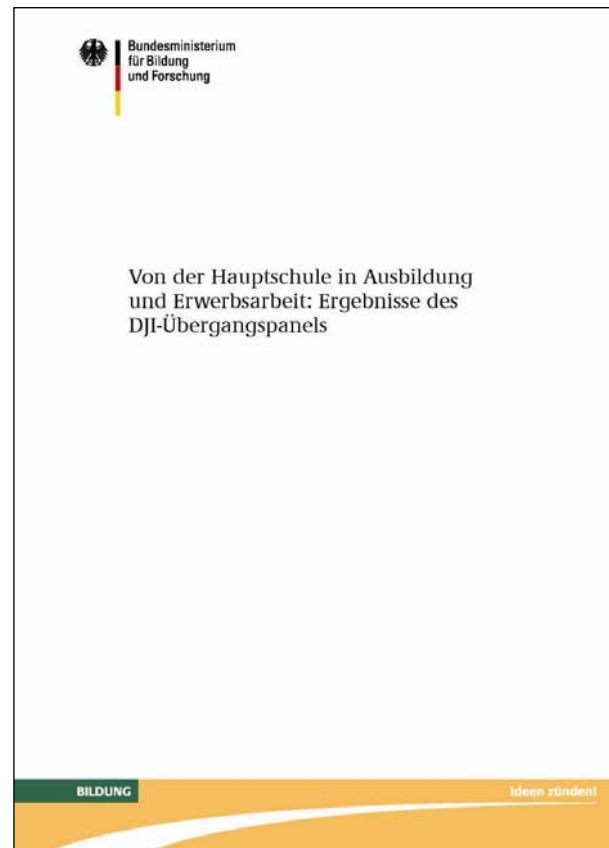 Bundesministerium
für Bildung
und Forschung
Von der Hauptschule in Ausbildung
und Erwerbsarbeit: Ergebnisse des
DJI-Übergangspanels
BILDUNG
Ideen zünden!